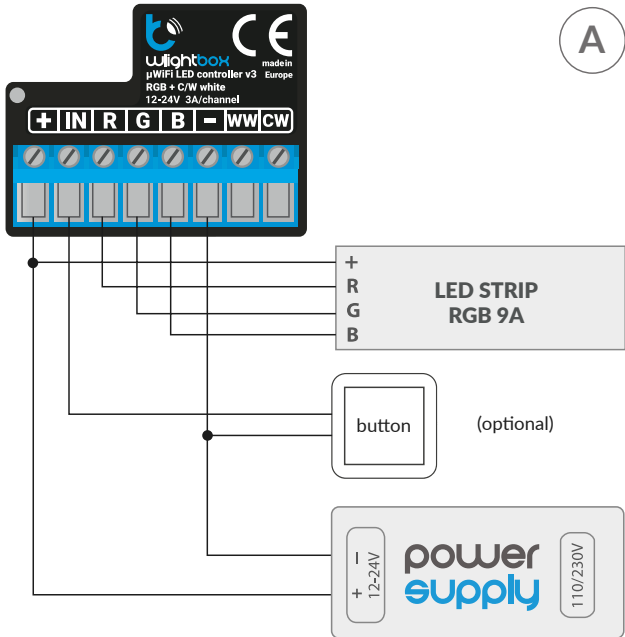 A
CE
wlightbox
made in
Europe
µWiFi LED controller v3
RGB + C/W white
12-24V 3A/channel
+ IN R G B - WW CW
+
R
G
B
LED STRIP
RGB 9A
button
(optional)
- +
12-24V
power
supply
110/230V